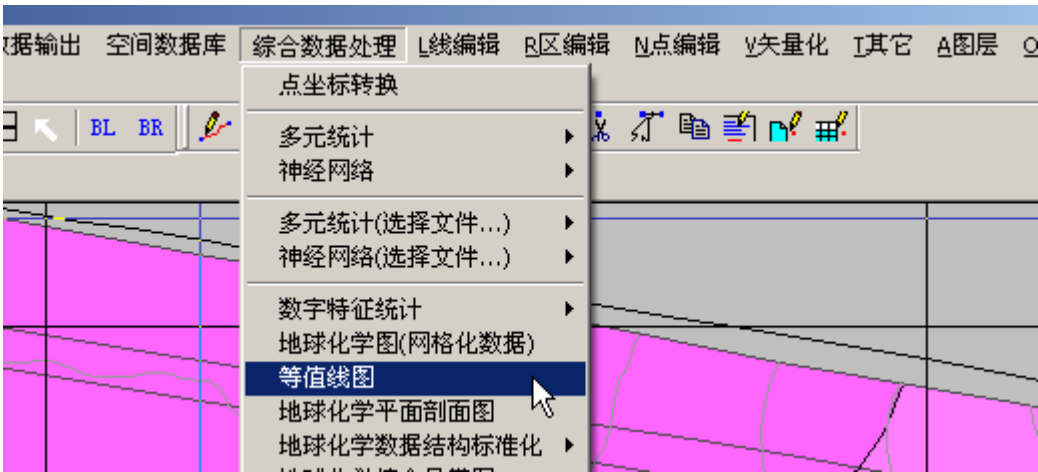 据输出 空间数据库 综合数据处理 L线编辑 R区编辑 N点编辑 V矢量化 I其它 A图层 O
点坐标转换
BL BR
多元统计
神经网络
多元统计(选择文件...)
神经网络(选择文件...)
数字特征统计
地球化学图(网格化数据)
等值线图
地球化学平面剖面图
地球化学数据结构标准化